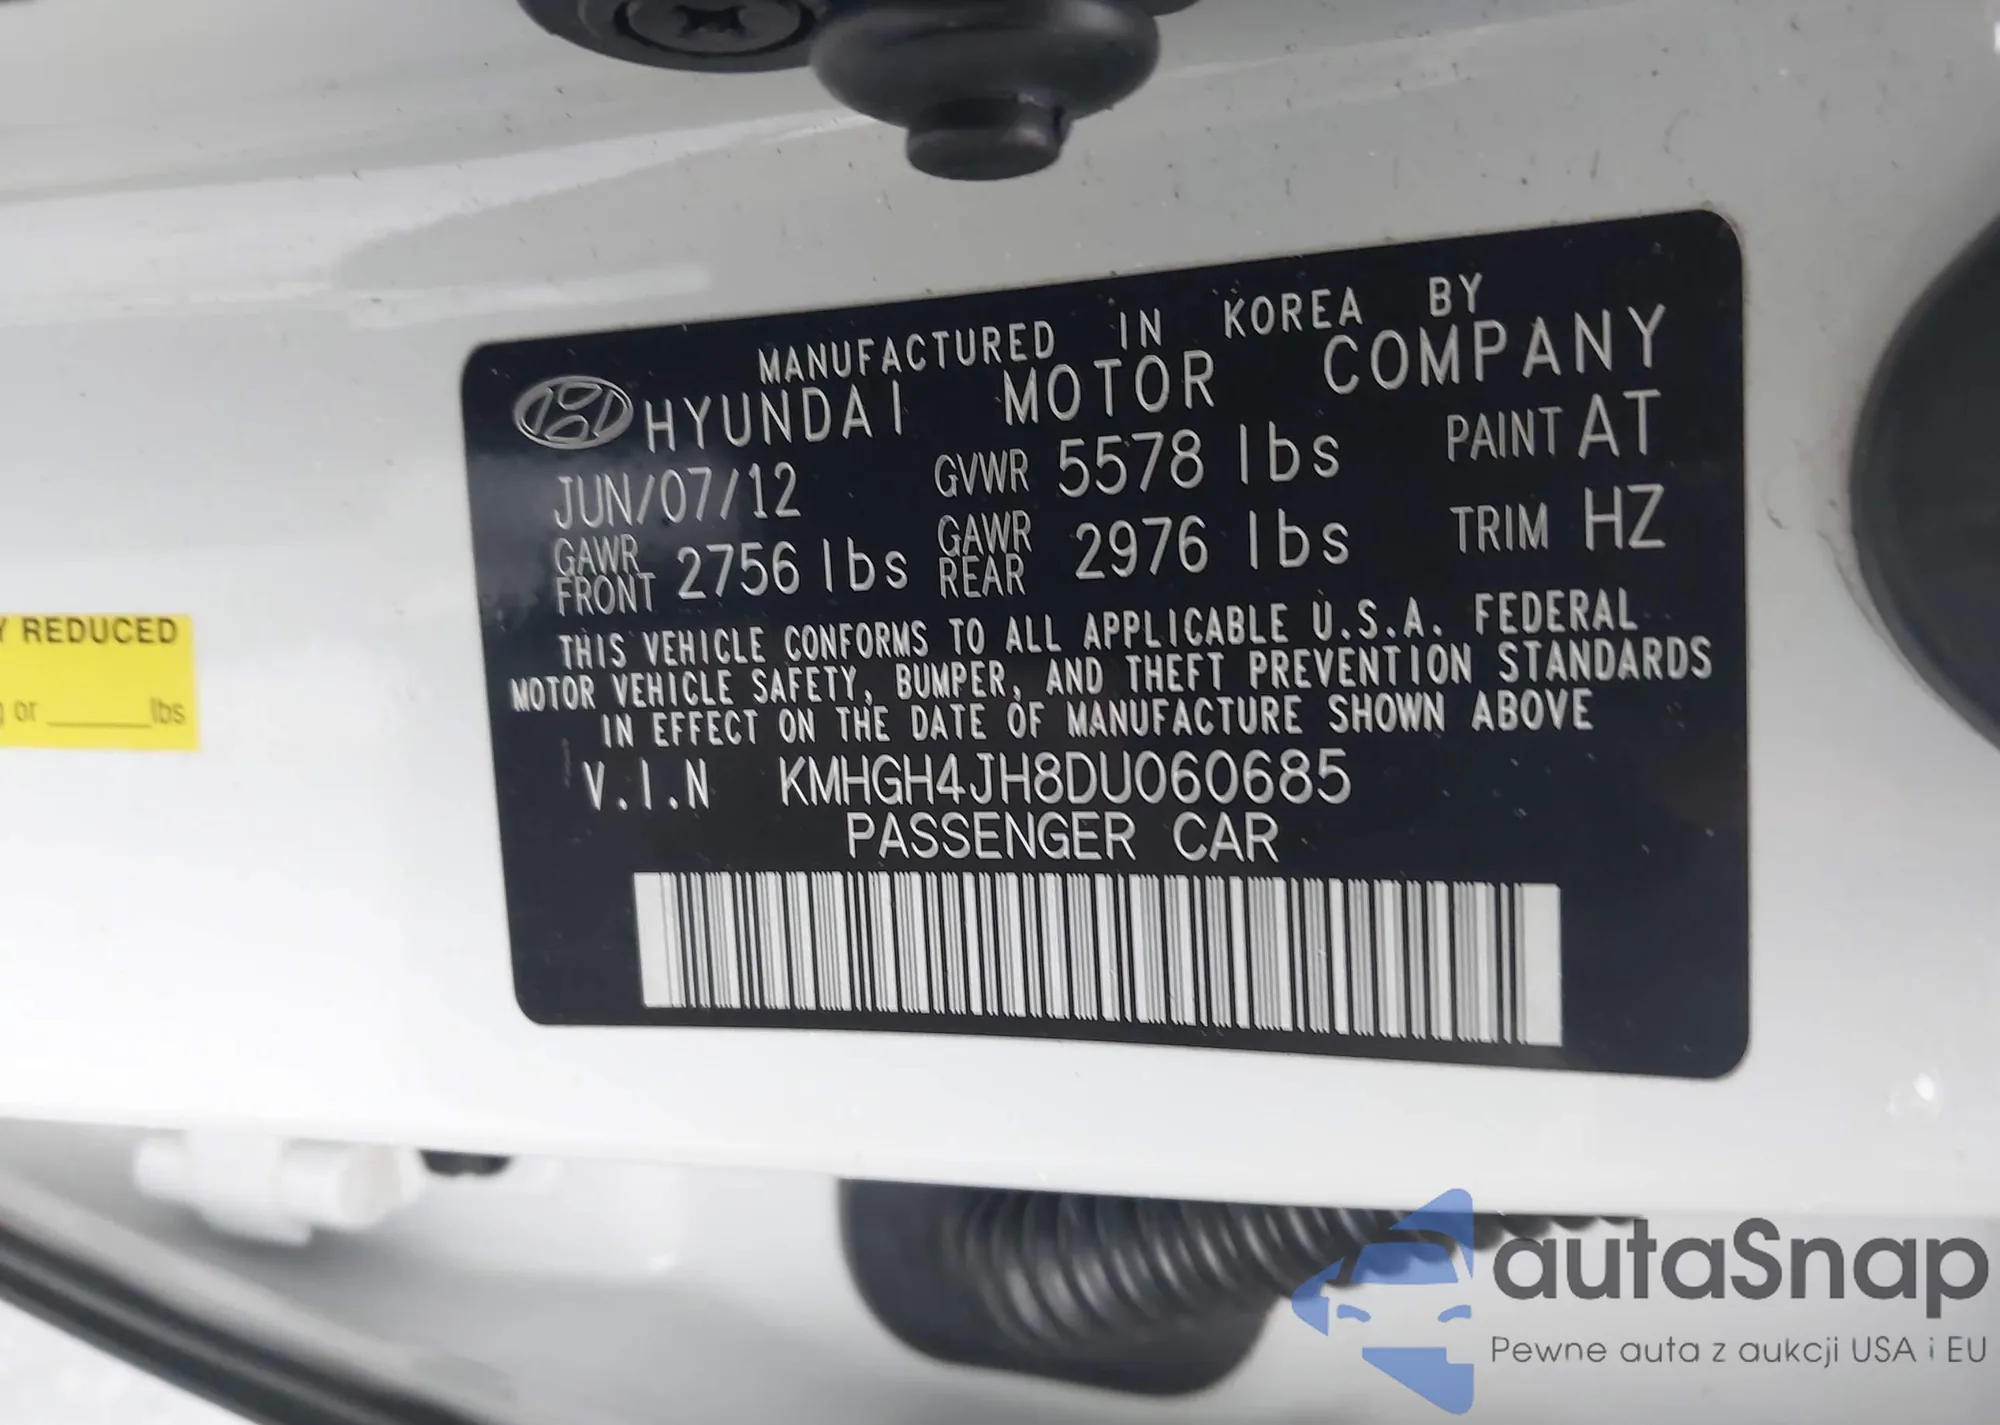 MANUFACTURED IN KOREA BY
HYUNDAI MOTOR COMPANY
JUN/07/12 GVWR 5578 lbs PAINT AT
GAWR FRONT 2756 lbs GAWR REAR 2976 lbs TRIM HZ
THIS VEHICLE CONFORMS TO ALL APPLICABLE U.S.A. FEDERAL
MOTOR VEHICLE SAFETY, BUMPER, AND THEFT PREVENTION STANDARDS
IN EFFECT ON THE DATE OF MANUFACTURE SHOWN ABOVE
V.I.N KMHGH4JH8DU060685
PASSENGER CAR
Y REDUCED
g or ______lbs
autaSnap
Pewne auta z aukcji USA i EU